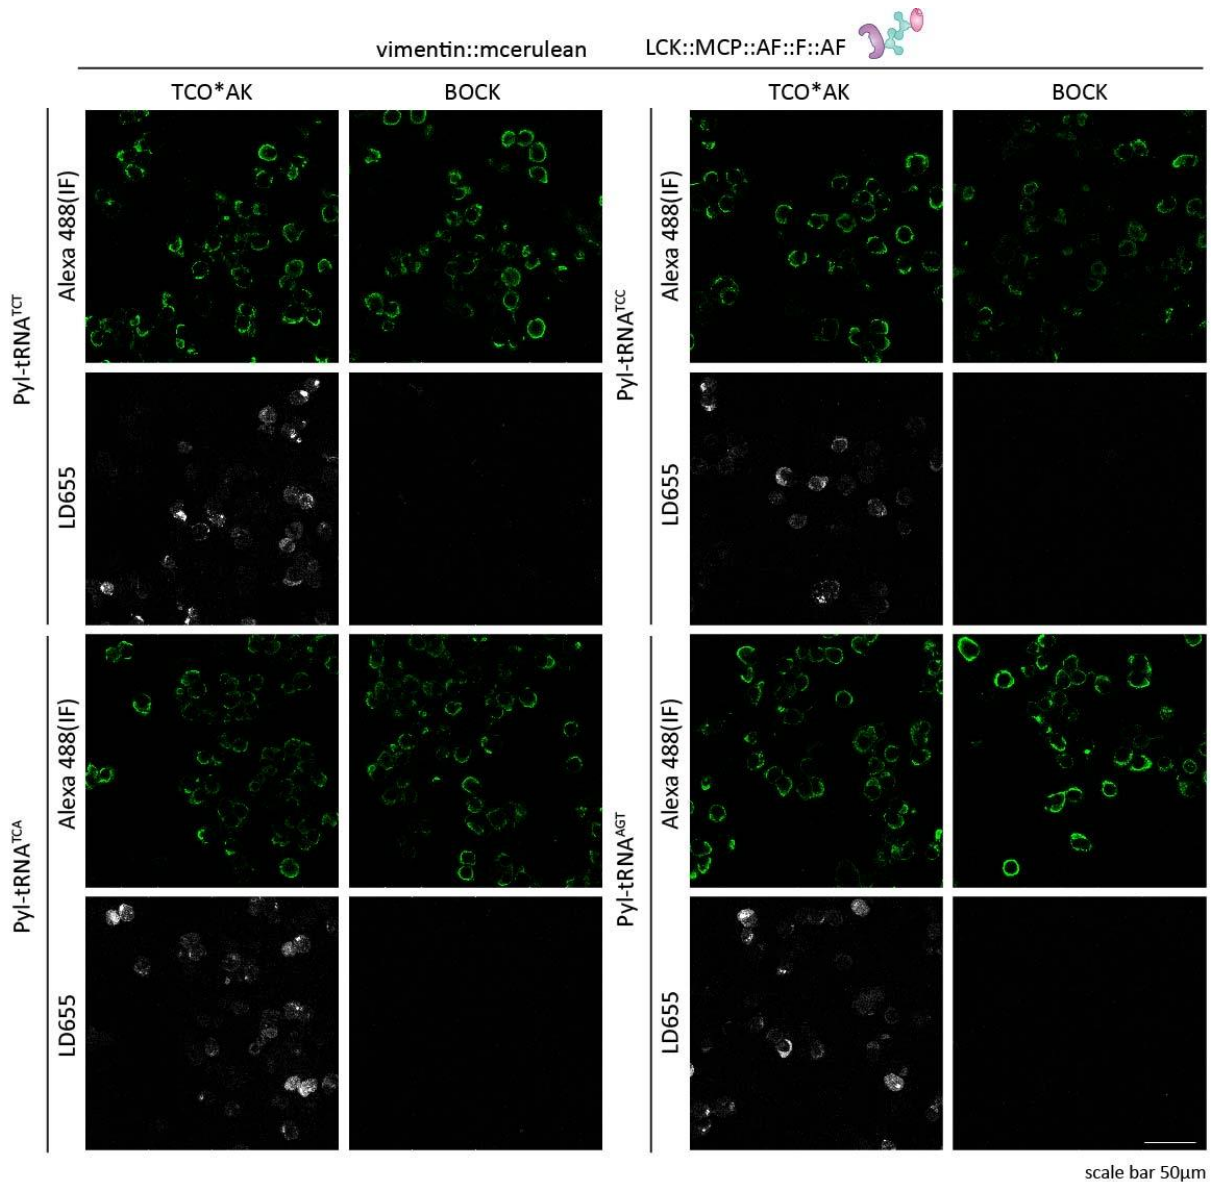 vimentin::mcerulean LCK::MCP::AF::F::AF
TCO*AK BOCK TCO*AK BOCK
Pyl-tRNA^TCT
Alexa 488(IF)
LD655
Pyl-tRNA^TCC
Alexa 488(IF)
LD655
Pyl-tRNA^TCA
Alexa 488(IF)
LD655
Pyl-tRNA^AGT
Alexa 488(IF)
LD655
scale bar 50µm